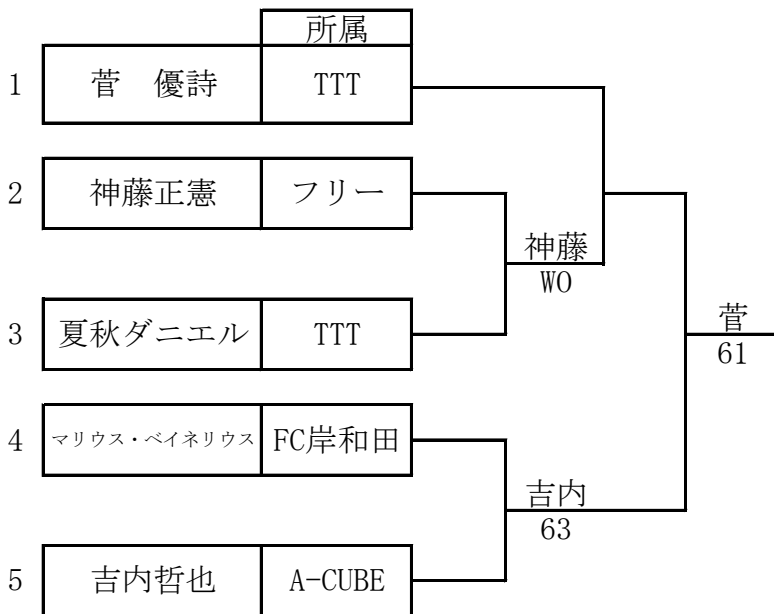 所属
1 菅　優詩 TTT
2 神藤正憲 フリー
神藤
WO
3 夏秋ダニエル TTT
菅
61
4 マリウス・ベイネリウス FC岸和田
吉内
63
5 吉内哲也 A-CUBE